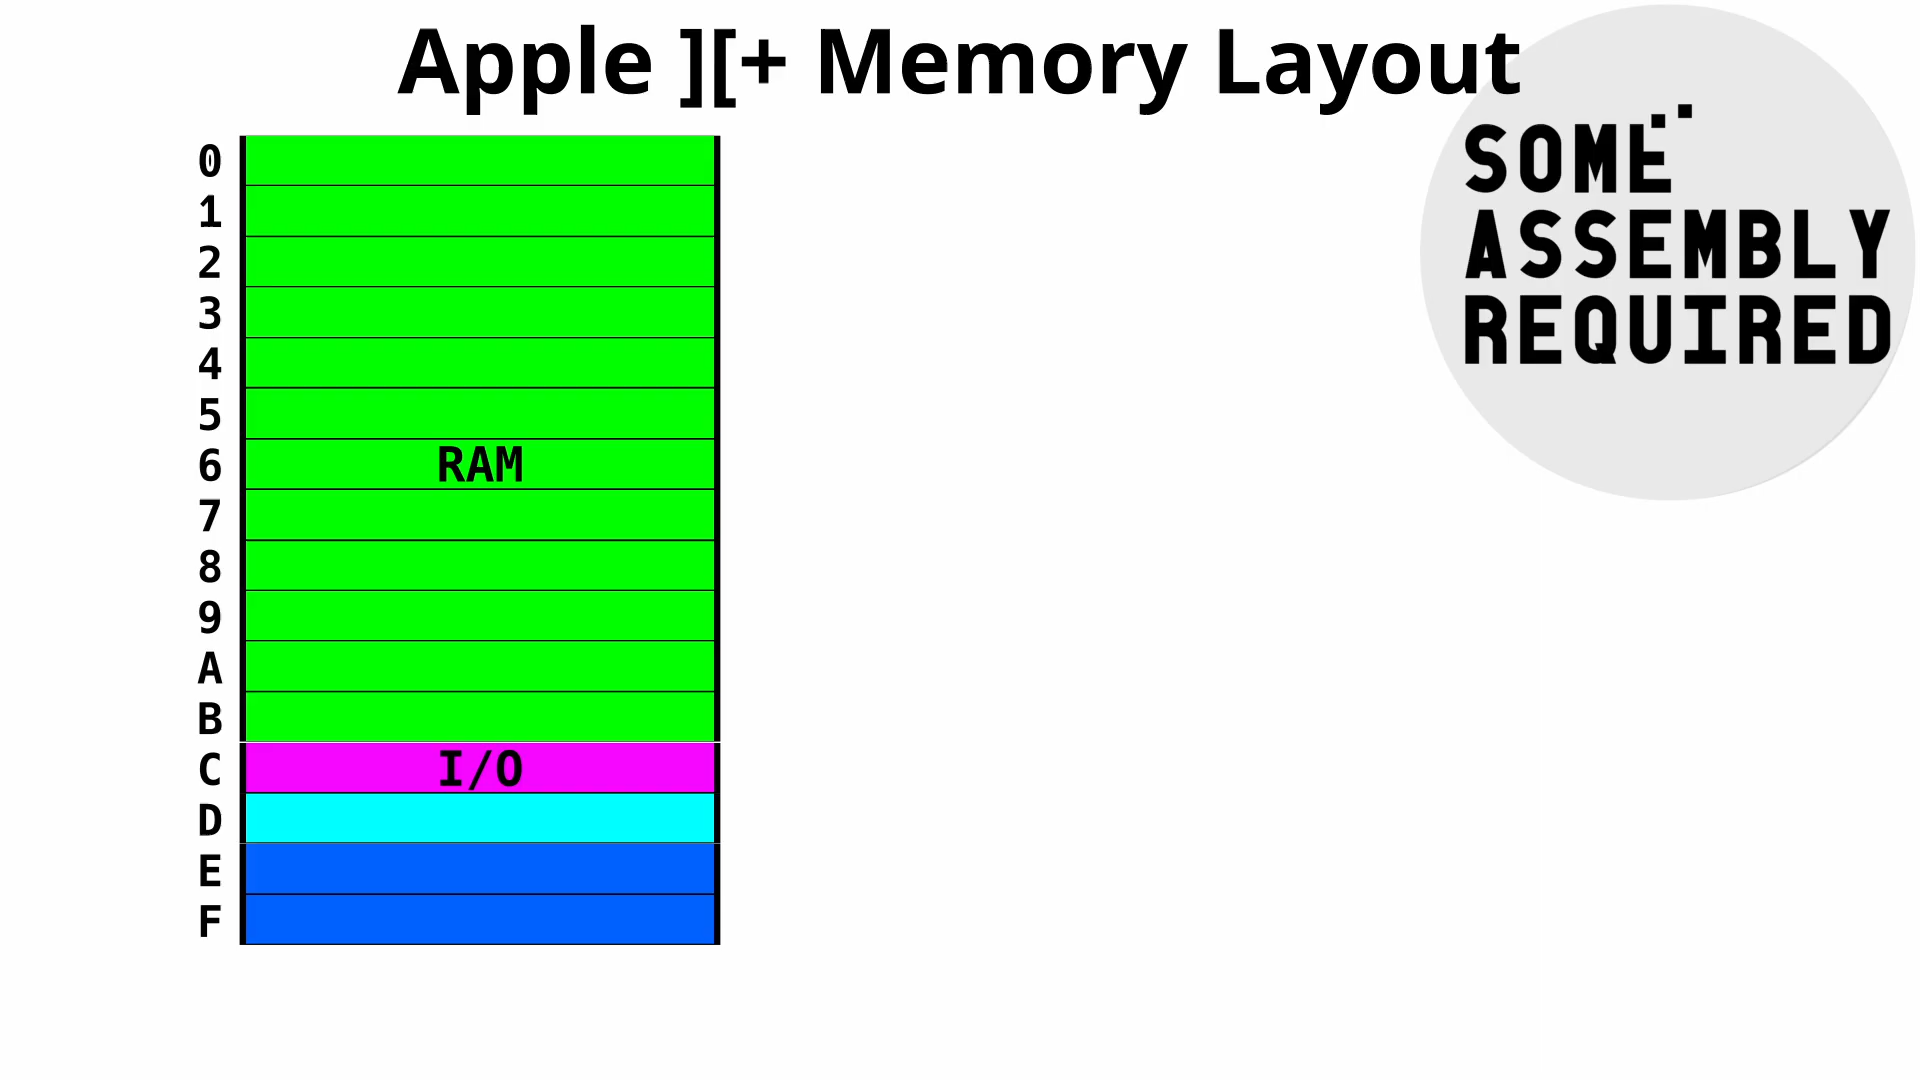 Apple ][+ Memory Layout
SOME
ASSEMBLY
REQUIRED
0
1
2
3
4
5
6 RAM
7
8
9
A
B
C I/O
D
E
F